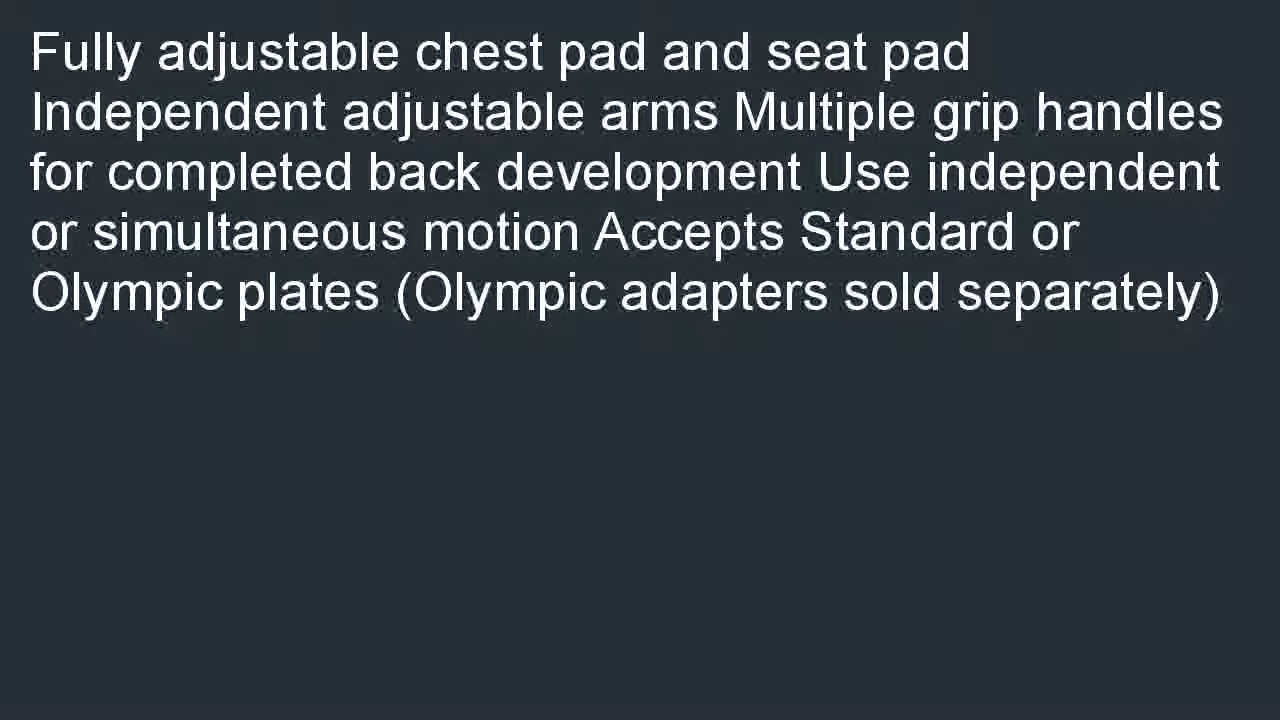 Fully adjustable chest pad and seat pad
Independent adjustable arms Multiple grip handles
for completed back development Use independent
or simultaneous motion Accepts Standard or
Olympic plates (Olympic adapters sold separately)